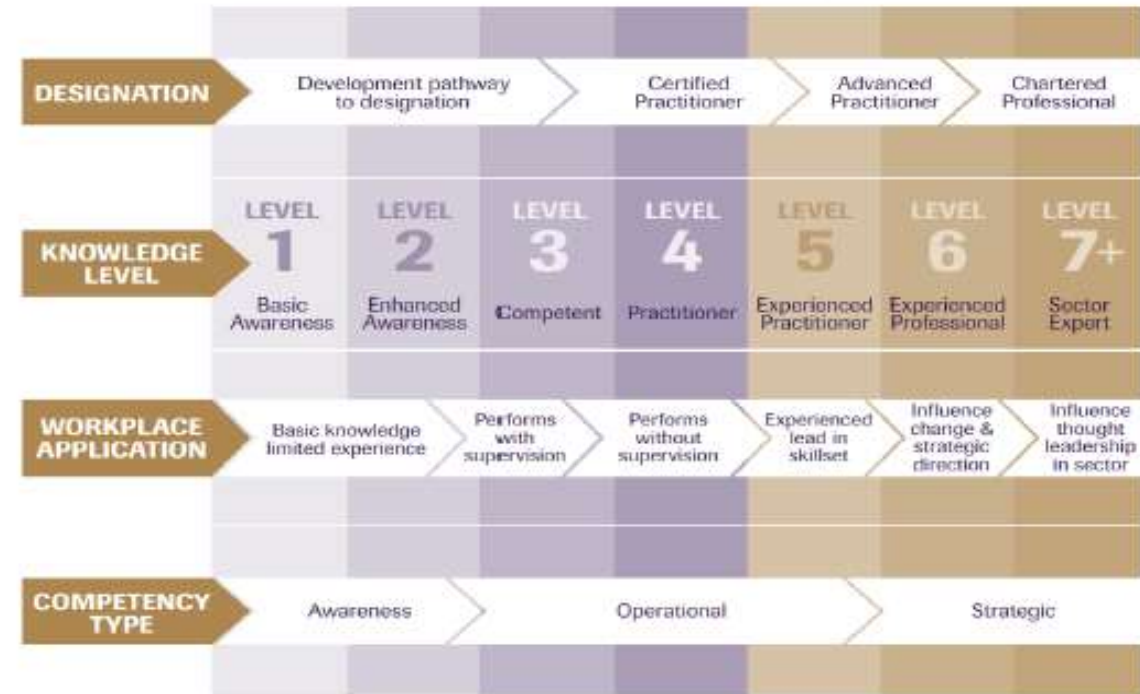 DESIGNATION
Development pathway
to designation
Certified
Practitioner
Advanced
Practitioner
Chartered
Professional
KNOWLEDGE
LEVEL
LEVEL
1
Basic
Awareness
LEVEL
2
Enhanced
Awareness
LEVEL
3
Competent
LEVEL
4
Practitioner
LEVEL
5
Experienced
Practitioner
LEVEL
6
Experienced
Professional
LEVEL
7+
Sector
Expert
WORKPLACE
APPLICATION
Basic knowledge
limited experience
Performs
with
supervision
Performs
without
supervision
Experienced
lead in
skillset
Influence
change &
strategic
direction
Influence
thought
leadership
in sector
COMPETENCY
TYPE
Awareness
Operational
Strategic